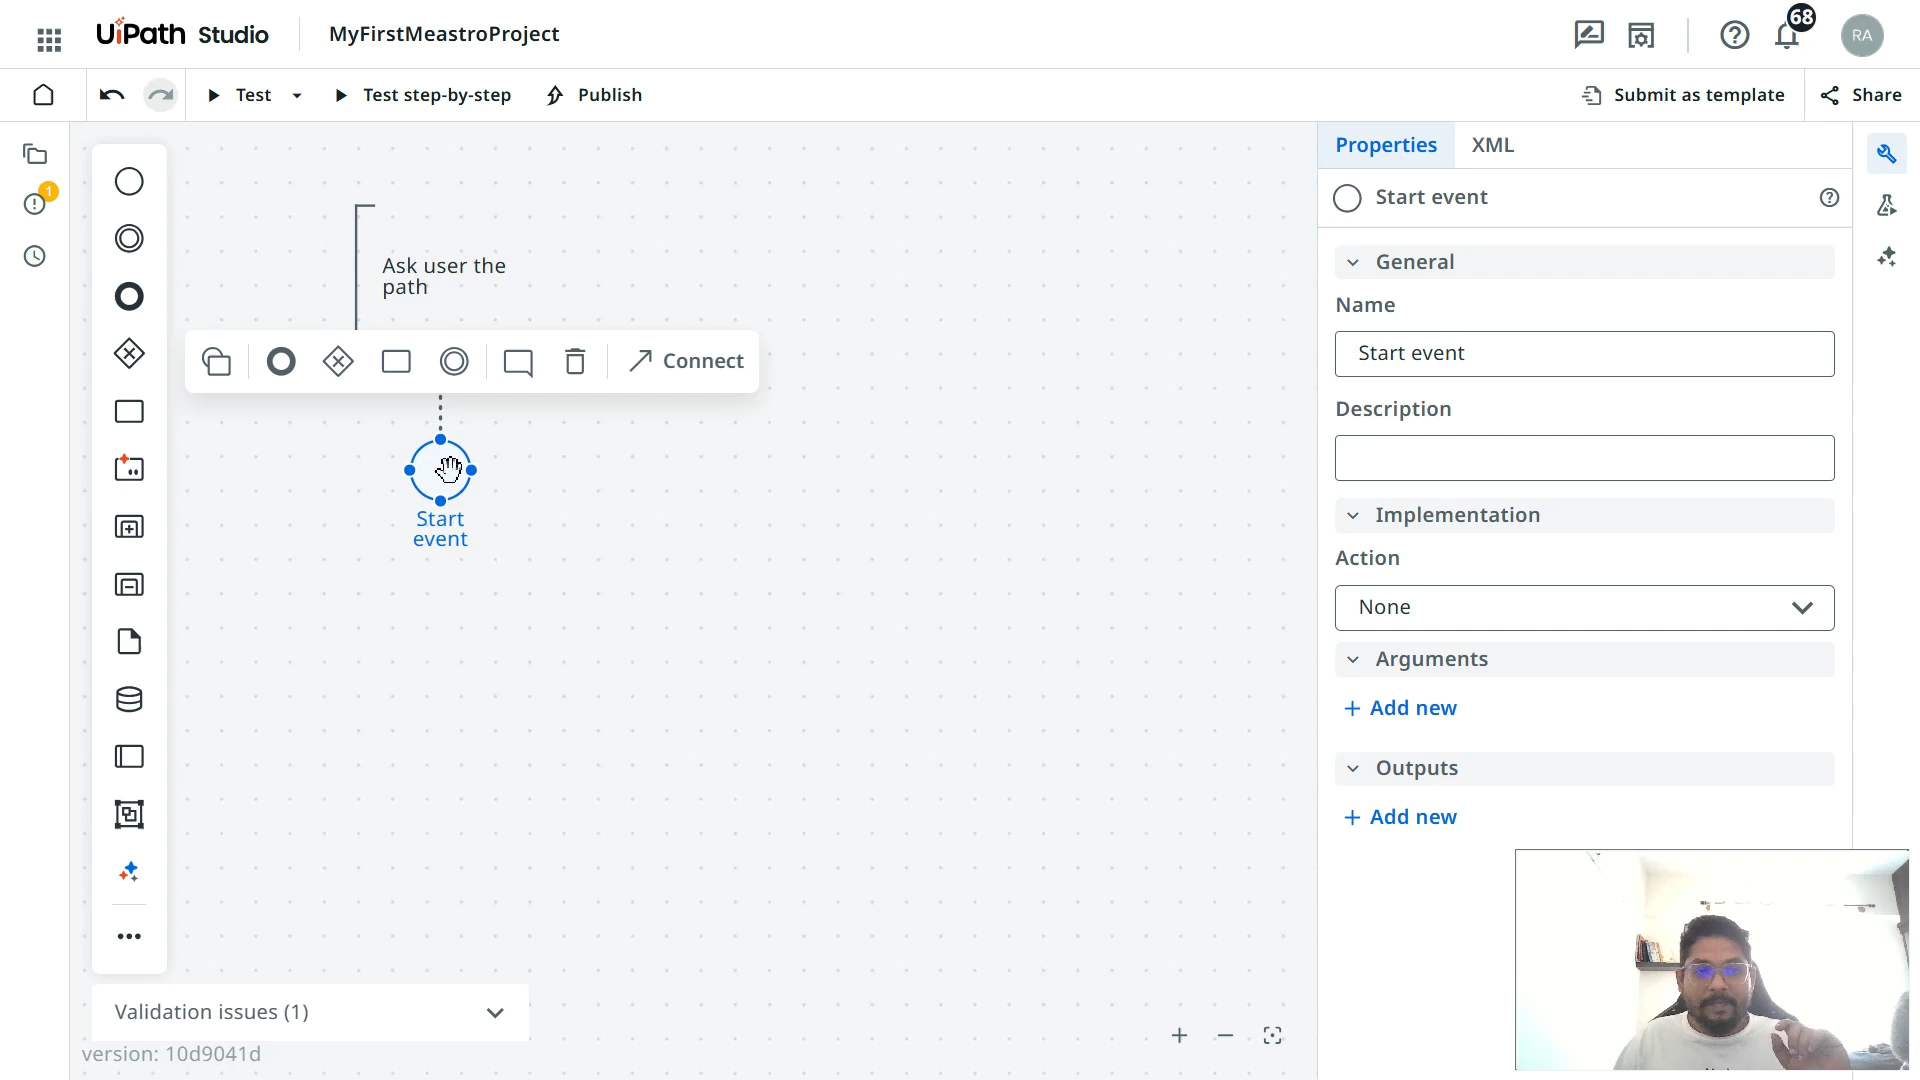 UiPath Studio
MyFirstMeastroProject
68
RA
Test
Test step-by-step
Publish
Submit as template
Share
1
Ask user the
path
Connect
Start
event
Properties
XML
Start event
General
Name
Start event
Description
Implementation
Action
None
Arguments
+ Add new
Outputs
+ Add new
Validation issues (1)
version: 10d9041d